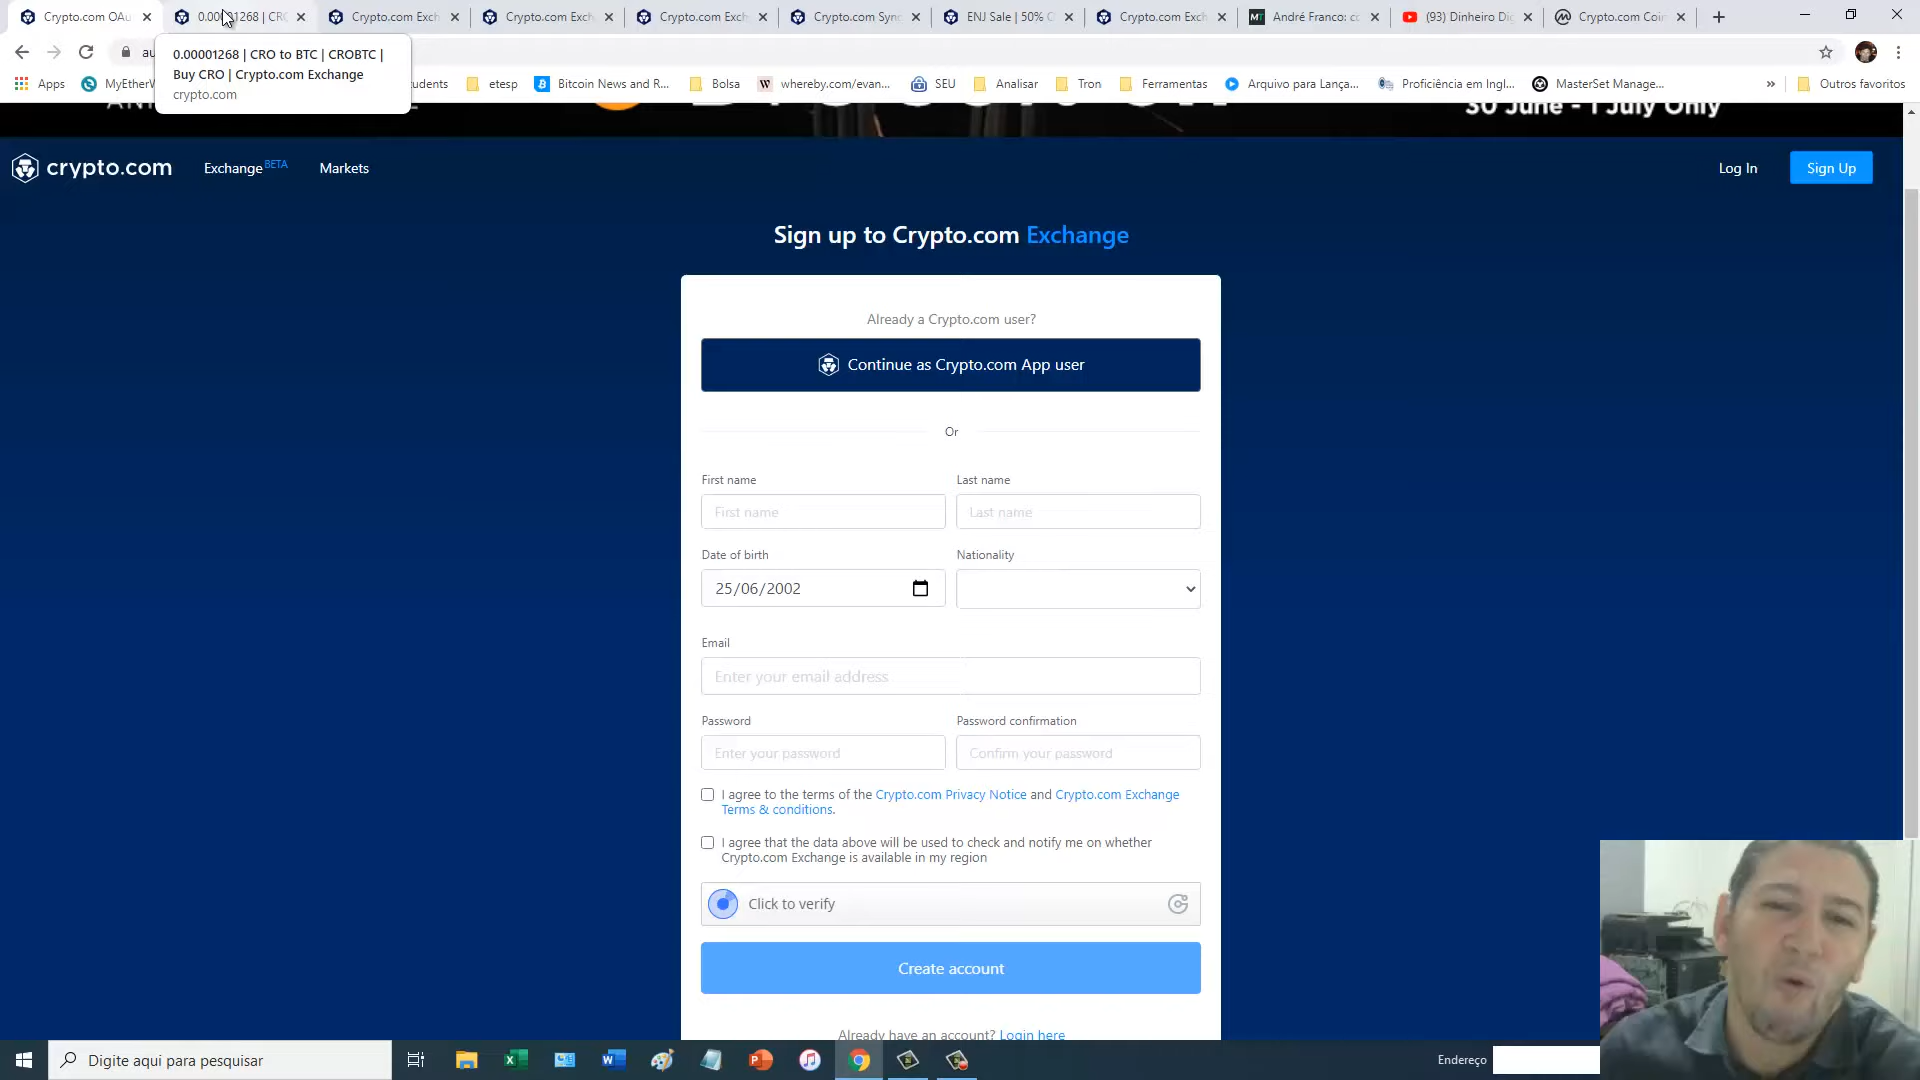 Crypto.com OAu
0.00001268 | CRO
Crypto.com Exch
Crypto.com Exch
Crypto.com Exch
Crypto.com Sync
ENJ Sale | 50%
Crypto.com Exch
André Franco: co
(93) Dinheiro Dig
Crypto.com Coin
au
0.00001268 | CRO to BTC | CROBTC |
Buy CRO | Crypto.com Exchange
crypto.com
Apps
MyEtherW
udents
etesp
Bitcoin News and R...
Bolsa
whereby.com/evan...
SEU
Analisar
Tron
Ferramentas
Arquivo para Lança...
Proficiência em Ingl...
MasterSet Manage...
»
Outros favoritos
30 June - 1 July Only
crypto.com
Exchange BETA
Markets
Log In
Sign Up
Sign up to Crypto.com Exchange
Already a Crypto.com user?
Continue as Crypto.com App user
Or
First name
Last name
First name
Last name
Date of birth
Nationality
25/06/2002
Email
Enter your email address
Password
Password confirmation
Enter your password
Confirm your password
I agree to the terms of the Crypto.com Privacy Notice and Crypto.com Exchange
Terms & conditions.
I agree that the data above will be used to check and notify me on whether
Crypto.com Exchange is available in my region
Click to verify
Create account
Already have an account? Login here
Digite aqui para pesquisar
Endereço